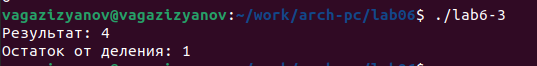 vagazizyanov@vagazizyanov:~/work/arch-pc/lab06$ ./lab6-3
Результат: 4
Остаток от деления: 1